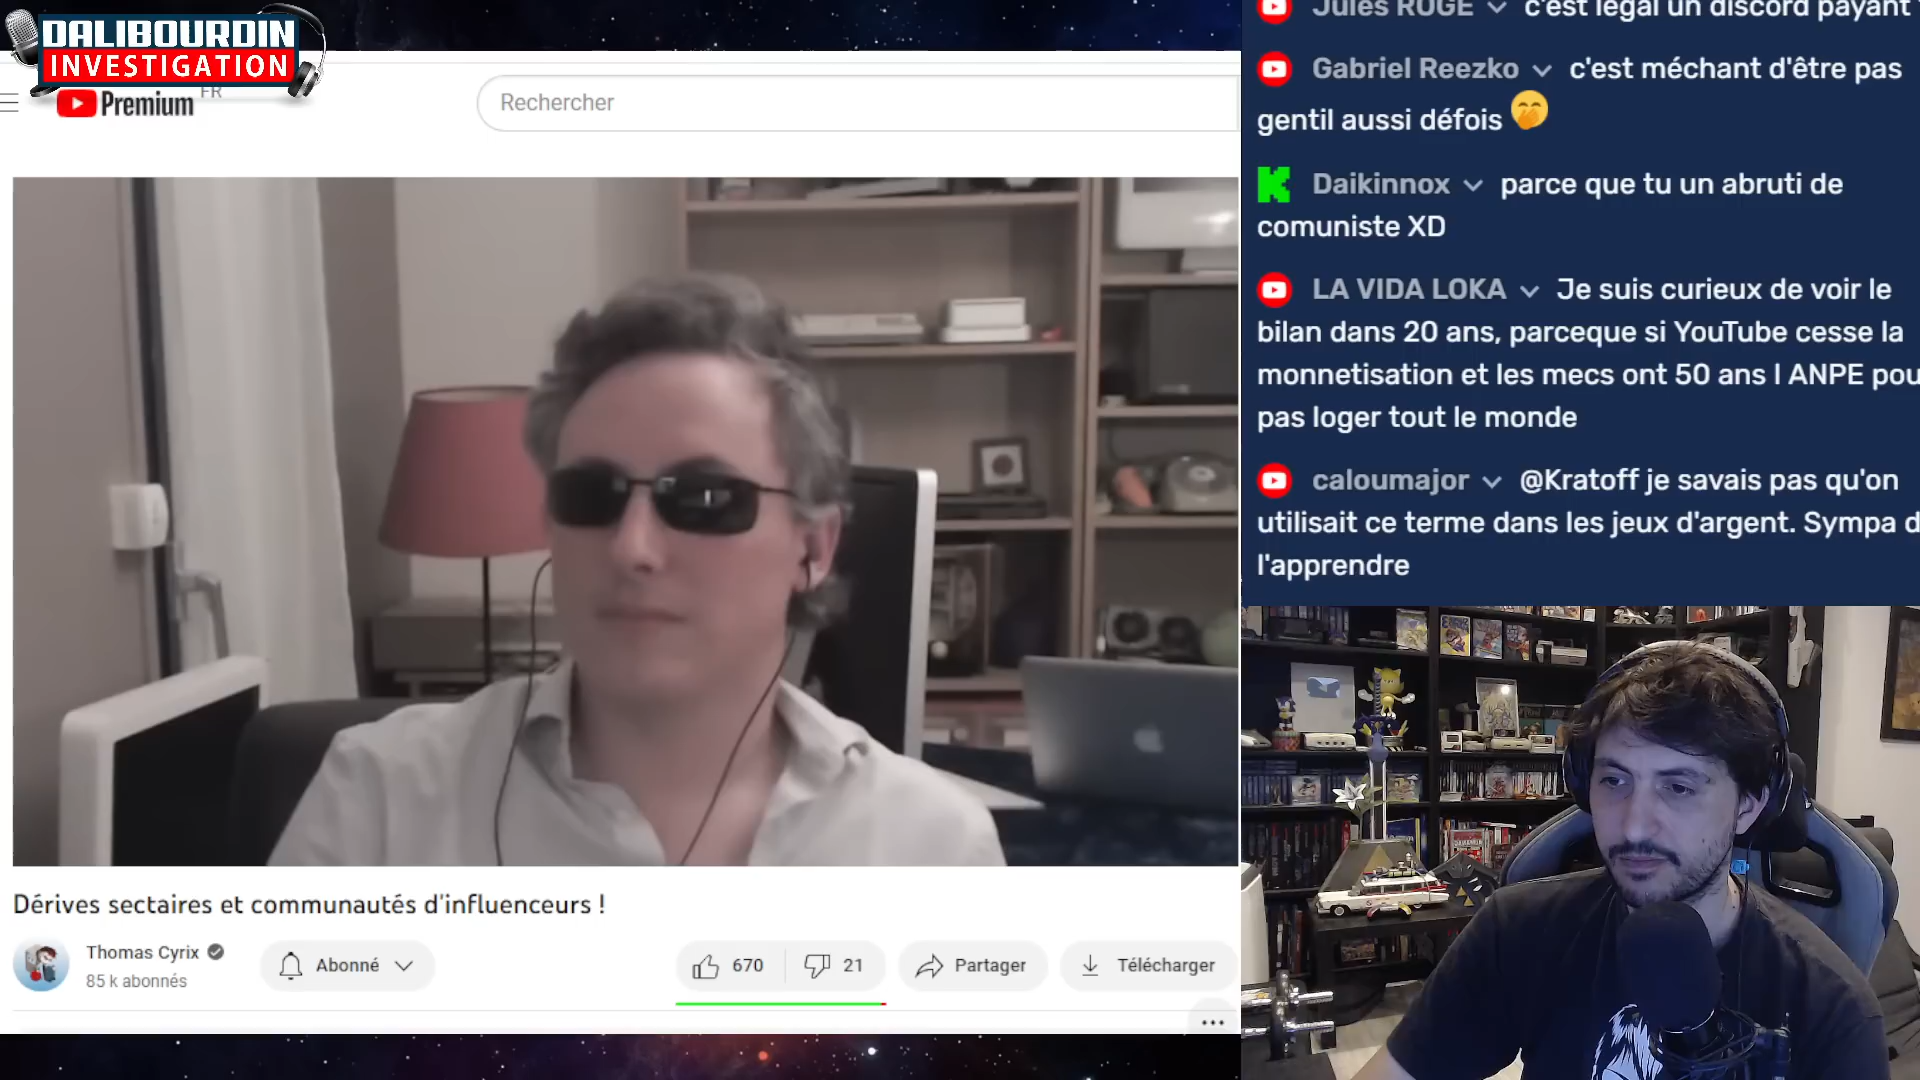 DALIBOURDIN
INVESTIGATION
Premium
FR
Rechercher
Dérives sectaires et communautés d'influenceurs !
Thomas Cyrix
85 k abonnés
Abonné
670
21
Partager
Télécharger
Jules ROGE c'est légal un discord payant
Gabriel Reezko c'est méchant d'être pas
gentil aussi défois
Daikinnox parce que tu un abruti de
comuniste XD
LA VIDA LOKA Je suis curieux de voir le
bilan dans 20 ans, parceque si YouTube cesse la
monnetisation et les mecs ont 50 ans l ANPE pou
pas loger tout le monde
caloumajor @Kratoff je savais pas qu'on
utilisait ce terme dans les jeux d'argent. Sympa d
l'apprendre